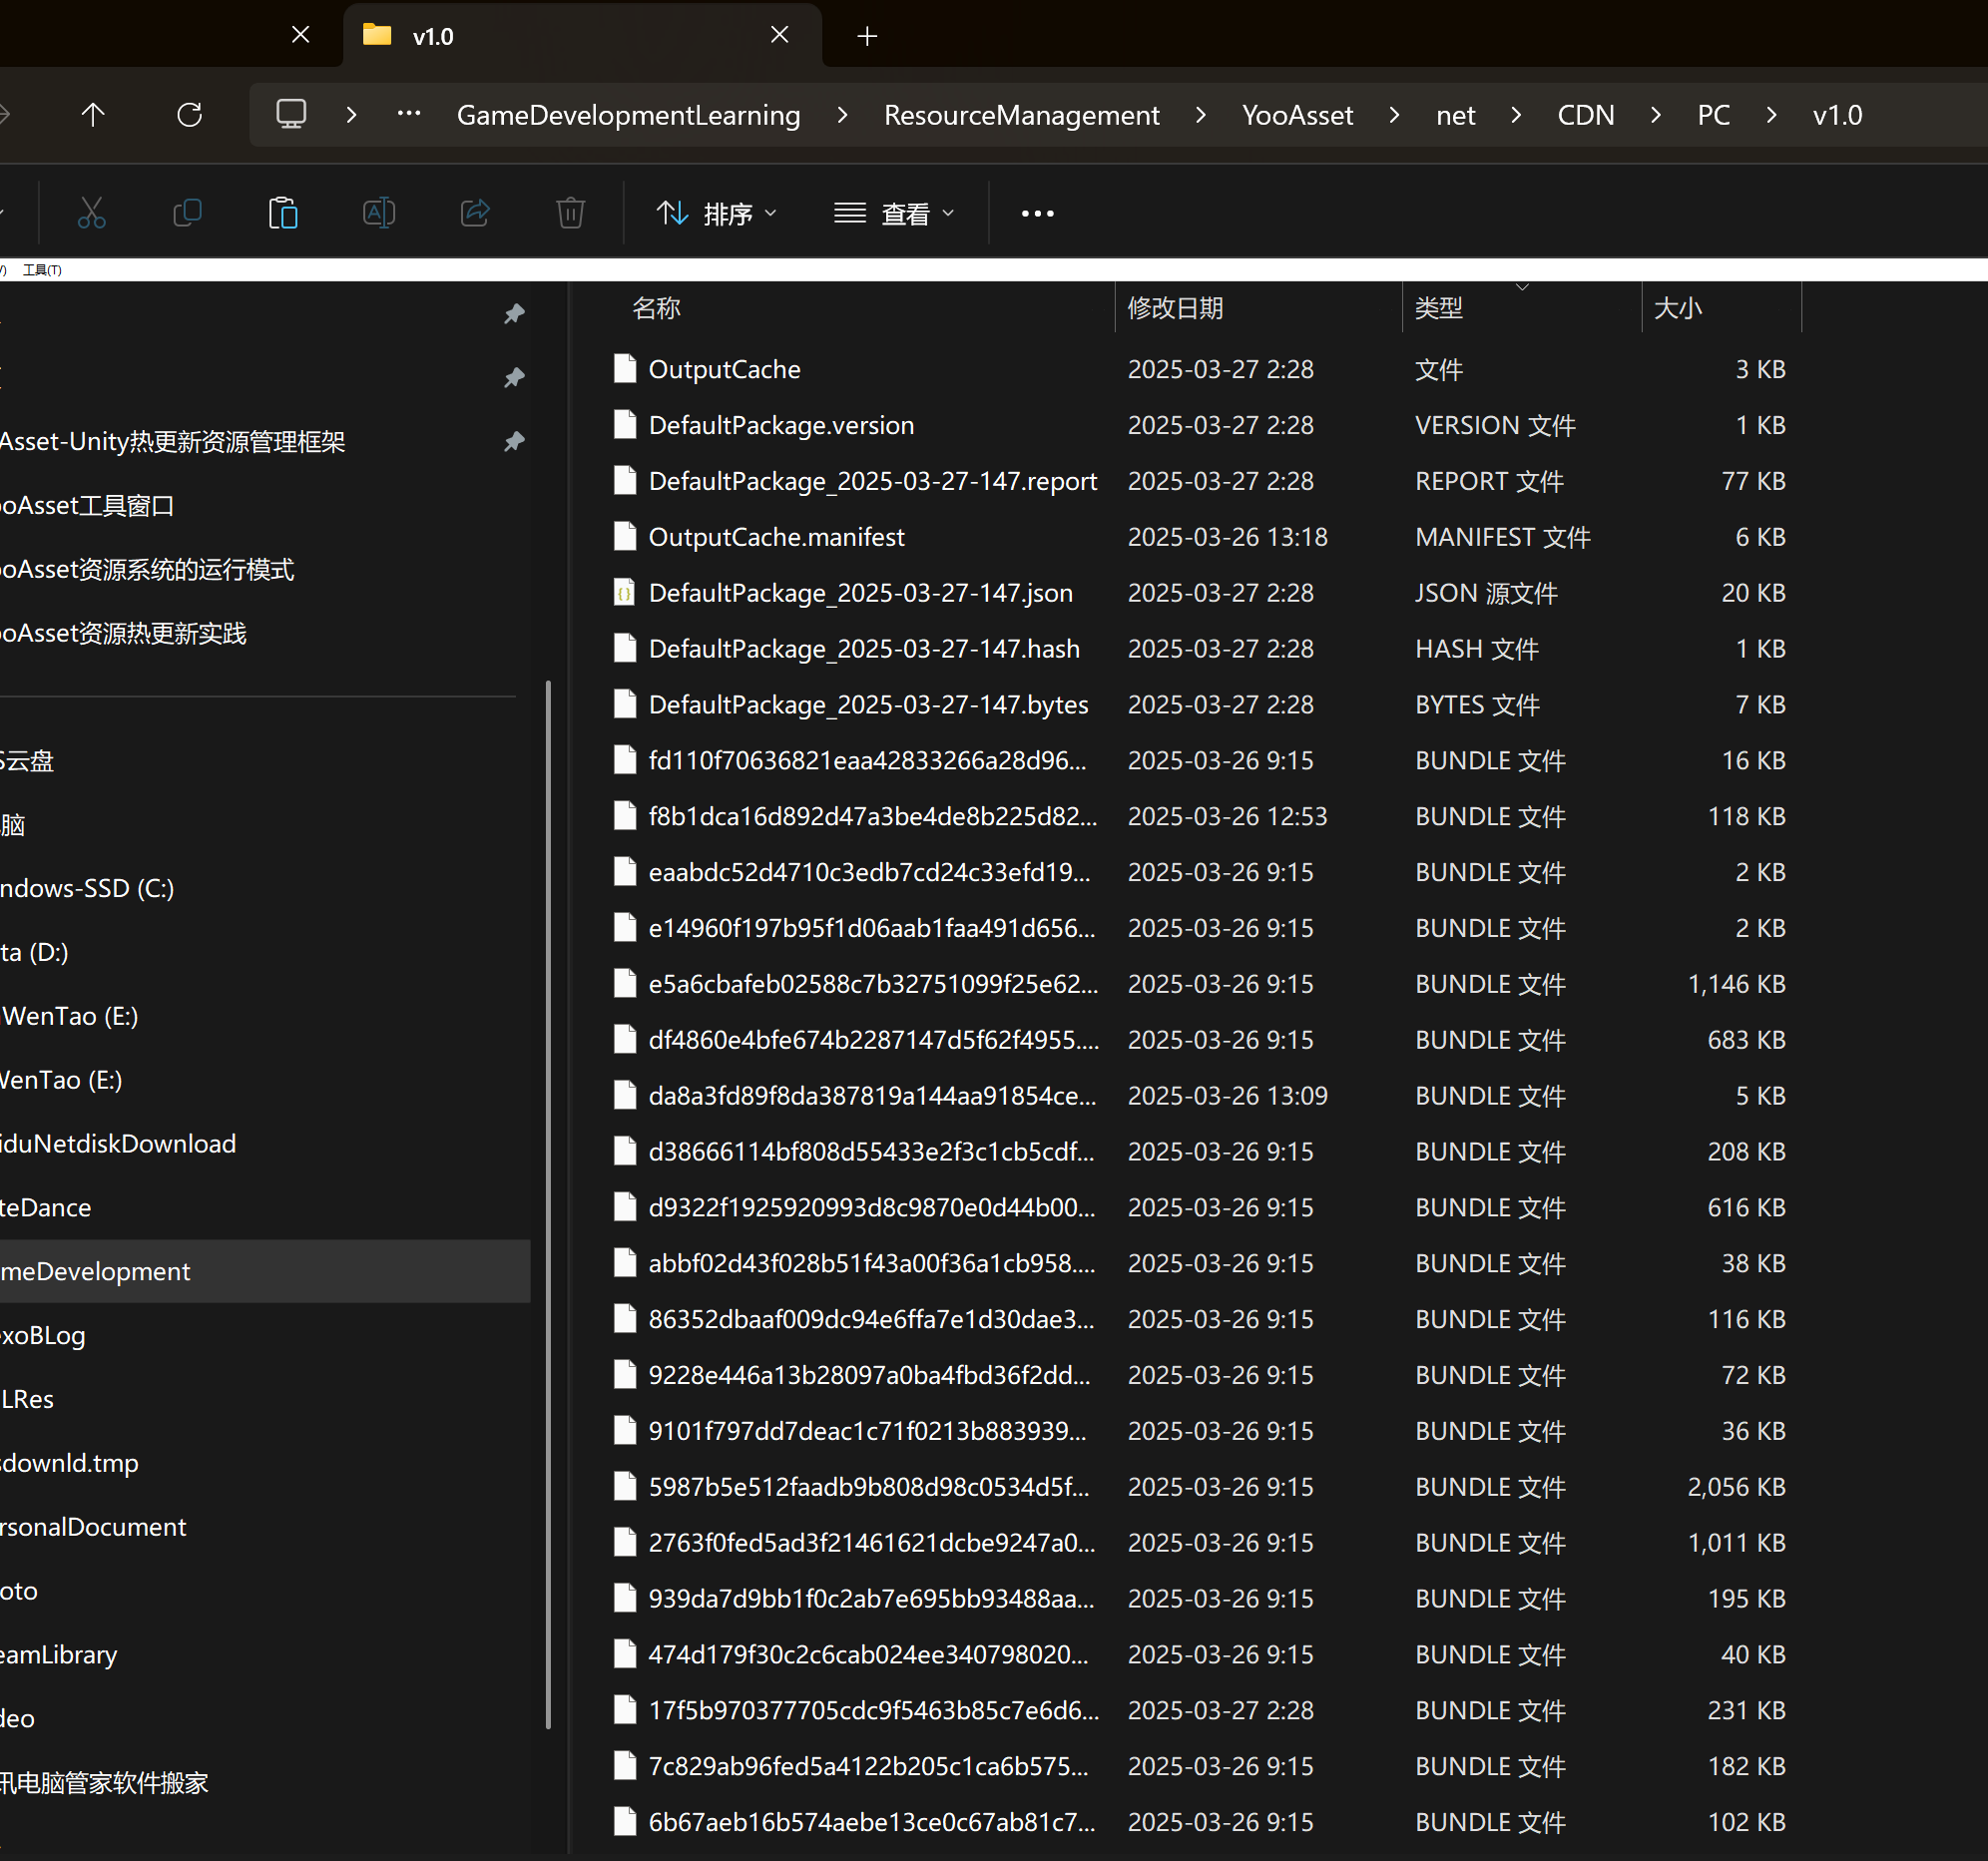 v1.0
GameDevelopmentLearning > ResourceManagement > YooAsset > net > CDN > PC > v1.0
排序 查看
工具(T)
Asset-Unity热更新资源管理框架
ooAsset工具窗口
ooAsset资源系统的运行模式
ooAsset资源热更新实践
S云盘
脑
ndows-SSD (C:)
ta (D:)
WenTao (E:)
WenTao (E:)
iduNetdiskDownload
teDance
meDevelopment
exoBLog
LRes
sdownld.tmp
rsonalDocument
oto
eamLibrary
deo
讯电脑管家软件搬家
名称 修改日期 类型 大小
OutputCache 2025-03-27 2:28 文件 3 KB
DefaultPackage.version 2025-03-27 2:28 VERSION 文件 1 KB
DefaultPackage_2025-03-27-147.report 2025-03-27 2:28 REPORT 文件 77 KB
OutputCache.manifest 2025-03-26 13:18 MANIFEST 文件 6 KB
DefaultPackage_2025-03-27-147.json 2025-03-27 2:28 JSON 源文件 20 KB
DefaultPackage_2025-03-27-147.hash 2025-03-27 2:28 HASH 文件 1 KB
DefaultPackage_2025-03-27-147.bytes 2025-03-27 2:28 BYTES 文件 7 KB
fd110f70636821eaa42833266a28d96... 2025-03-26 9:15 BUNDLE 文件 16 KB
f8b1dca16d892d47a3be4de8b225d82... 2025-03-26 12:53 BUNDLE 文件 118 KB
eaabdc52d4710c3edb7cd24c33efd19... 2025-03-26 9:15 BUNDLE 文件 2 KB
e14960f197b95f1d06aab1faa491d656... 2025-03-26 9:15 BUNDLE 文件 2 KB
e5a6cbafeb02588c7b32751099f25e62... 2025-03-26 9:15 BUNDLE 文件 1,146 KB
df4860e4bfe674b2287147d5f62f4955.... 2025-03-26 9:15 BUNDLE 文件 683 KB
da8a3fd89f8da387819a144aa91854ce... 2025-03-26 13:09 BUNDLE 文件 5 KB
d38666114bf808d55433e2f3c1cb5cdf... 2025-03-26 9:15 BUNDLE 文件 208 KB
d9322f1925920993d8c9870e0d44b00... 2025-03-26 9:15 BUNDLE 文件 616 KB
abbf02d43f028b51f43a00f36a1cb958.... 2025-03-26 9:15 BUNDLE 文件 38 KB
86352dbaaf009dc94e6ffa7e1d30dae3... 2025-03-26 9:15 BUNDLE 文件 116 KB
9228e446a13b28097a0ba4fbd36f2dd... 2025-03-26 9:15 BUNDLE 文件 72 KB
9101f797dd7deac1c71f0213b883939... 2025-03-26 9:15 BUNDLE 文件 36 KB
5987b5e512faadb9b808d98c0534d5f... 2025-03-26 9:15 BUNDLE 文件 2,056 KB
2763f0fed5ad3f21461621dcbe9247a0... 2025-03-26 9:15 BUNDLE 文件 1,011 KB
939da7d9bb1f0c2ab7e695bb93488aa... 2025-03-26 9:15 BUNDLE 文件 195 KB
474d179f30c2c6cab024ee340798020... 2025-03-26 9:15 BUNDLE 文件 40 KB
17f5b970377705cdc9f5463b85c7e6d6... 2025-03-27 2:28 BUNDLE 文件 231 KB
7c829ab96fed5a4122b205c1ca6b575... 2025-03-26 9:15 BUNDLE 文件 182 KB
6b67aeb16b574aebe13ce0c67ab81c7... 2025-03-26 9:15 BUNDLE 文件 102 KB